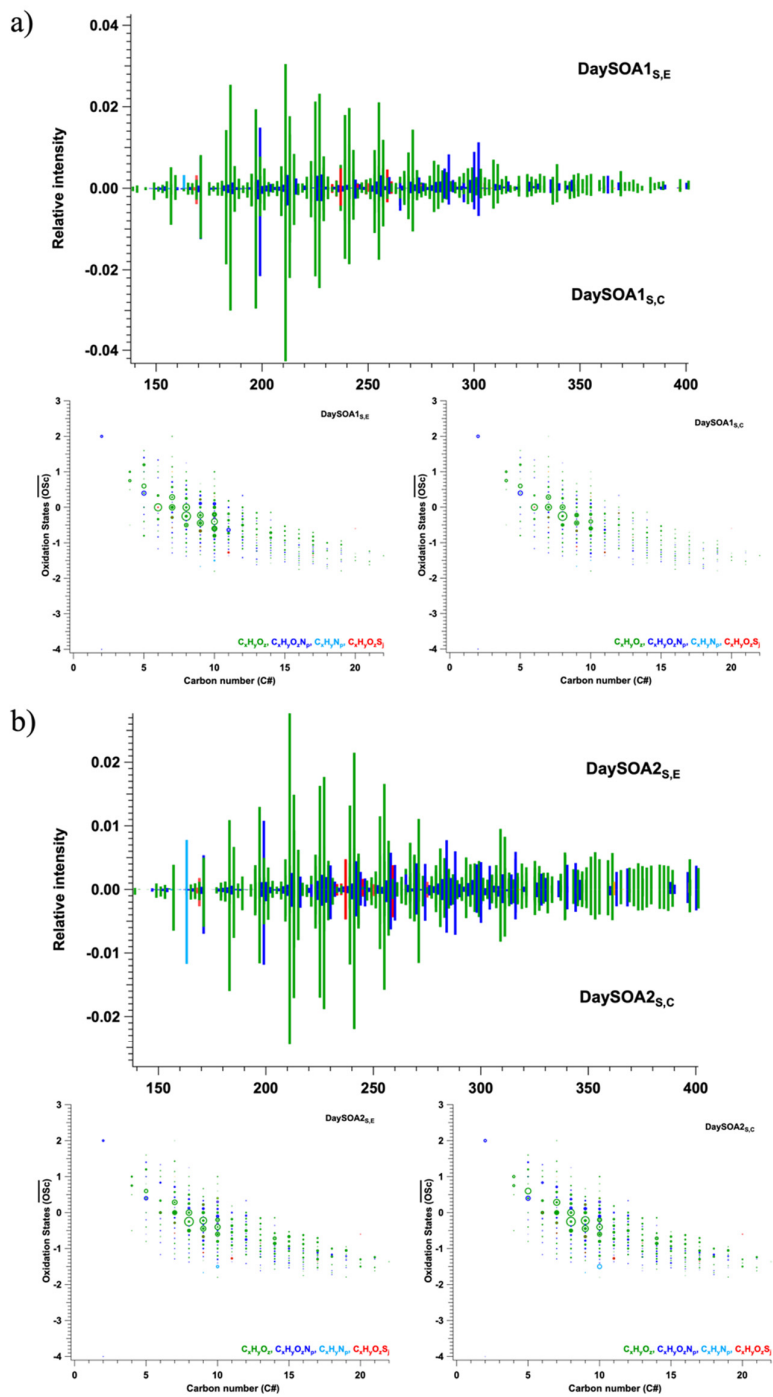 a)
0.04
0.02
0.00
-0.02
-0.04
Relative intensity
DaySOA1S,E
DaySOA1S,C
150 200 250 300 350 400
3
2
1
0
-1
-2
-3
-4
Oxidation States (OSc)
DaySOA1S,E
CxHyOz, CxHyOzNp, CxHyNp, CxHyOzSj
5 10 15 20
Carbon number (C#)
3
2
1
0
-1
-2
-3
-4
Oxidation States (OSc)
DaySOA1S,C
CxHyOz, CxHyOzNp, CxHyNp, CxHyOzSj
0 5 10 15 20
Carbon number (C#)
b)
0.02
0.01
0.00
-0.01
-0.02
Relative intensity
DaySOA2S,E
DaySOA2S,C
150 200 250 300 350 400
3
2
1
0
-1
-2
-3
-4
Oxidation States (OSc)
DaySOA2S,E
CxHyOz, CxHyOzNp, CxHyNp, CxHyOzSj
0 5 10 15 20
Carbon number (C#)
3
2
1
0
-1
-2
-3
-4
Oxidation States (OSc)
DaySOA2S,C
CxHyOz, CxHyOzNp, CxHyNp, CxHyOzSj
0 5 10 15 20
Carbon number (C#)